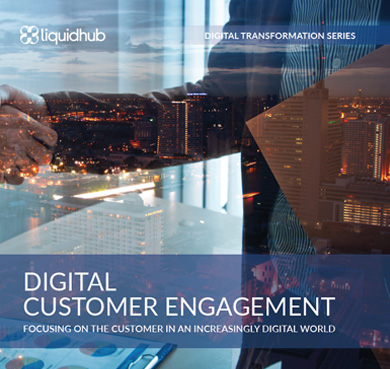 liquidhub
DIGITAL TRANSFORMATION SERIES
DIGITAL
CUSTOMER ENGAGEMENT
FOCUSING ON THE CUSTOMER IN AN INCREASINGLY DIGITAL WORLD